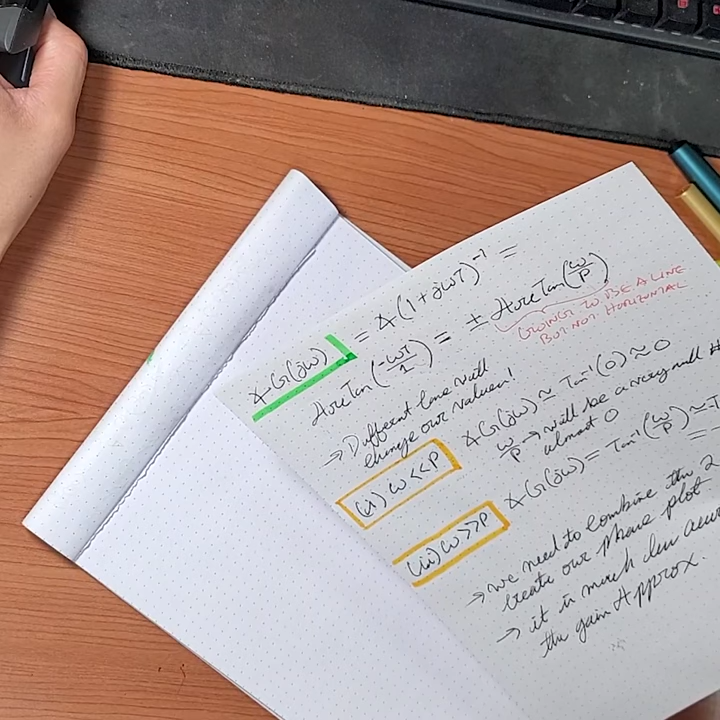 ∡G(jω) = ∡(1+jωT)⁻¹ =
ArcTan(-ωT/1) = ± ArcTan(ω/P)
GOING TO BE A LINE
BUT NOT HORIZONTAL
→ Different line will
change our values!
(i) ω << P
∡G(jω) ≃ Tan⁻¹(0) ≈ 0
ω/P → will be a very small #
almost 0
(ii) ω >> P
∡G(jω) = Tan⁻¹(ω/P) ≃
=
→ we need to combine the 2
create our phase plot
→ it is much
the gain Approx.